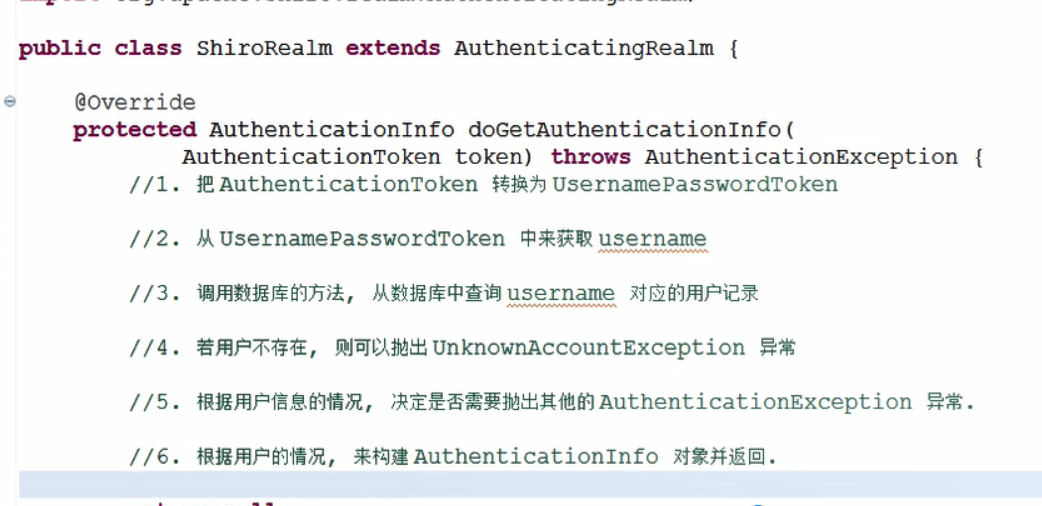 public class ShiroRealm extends AuthenticatingRealm {
@Override
protected AuthenticationInfo doGetAuthenticationInfo(
AuthenticationToken token) throws AuthenticationException {
//1. 把 AuthenticationToken 转换为 UsernamePasswordToken
//2. 从 UsernamePasswordToken 中来获取 username
//3. 调用数据库的方法, 从数据库中查询 username 对应的用户记录
//4. 若用户不存在, 则可以抛出 UnknownAccountException 异常
//5. 根据用户信息的情况, 决定是否需要抛出其他的 AuthenticationException 异常.
//6. 根据用户的情况, 来构建 AuthenticationInfo 对象并返回.